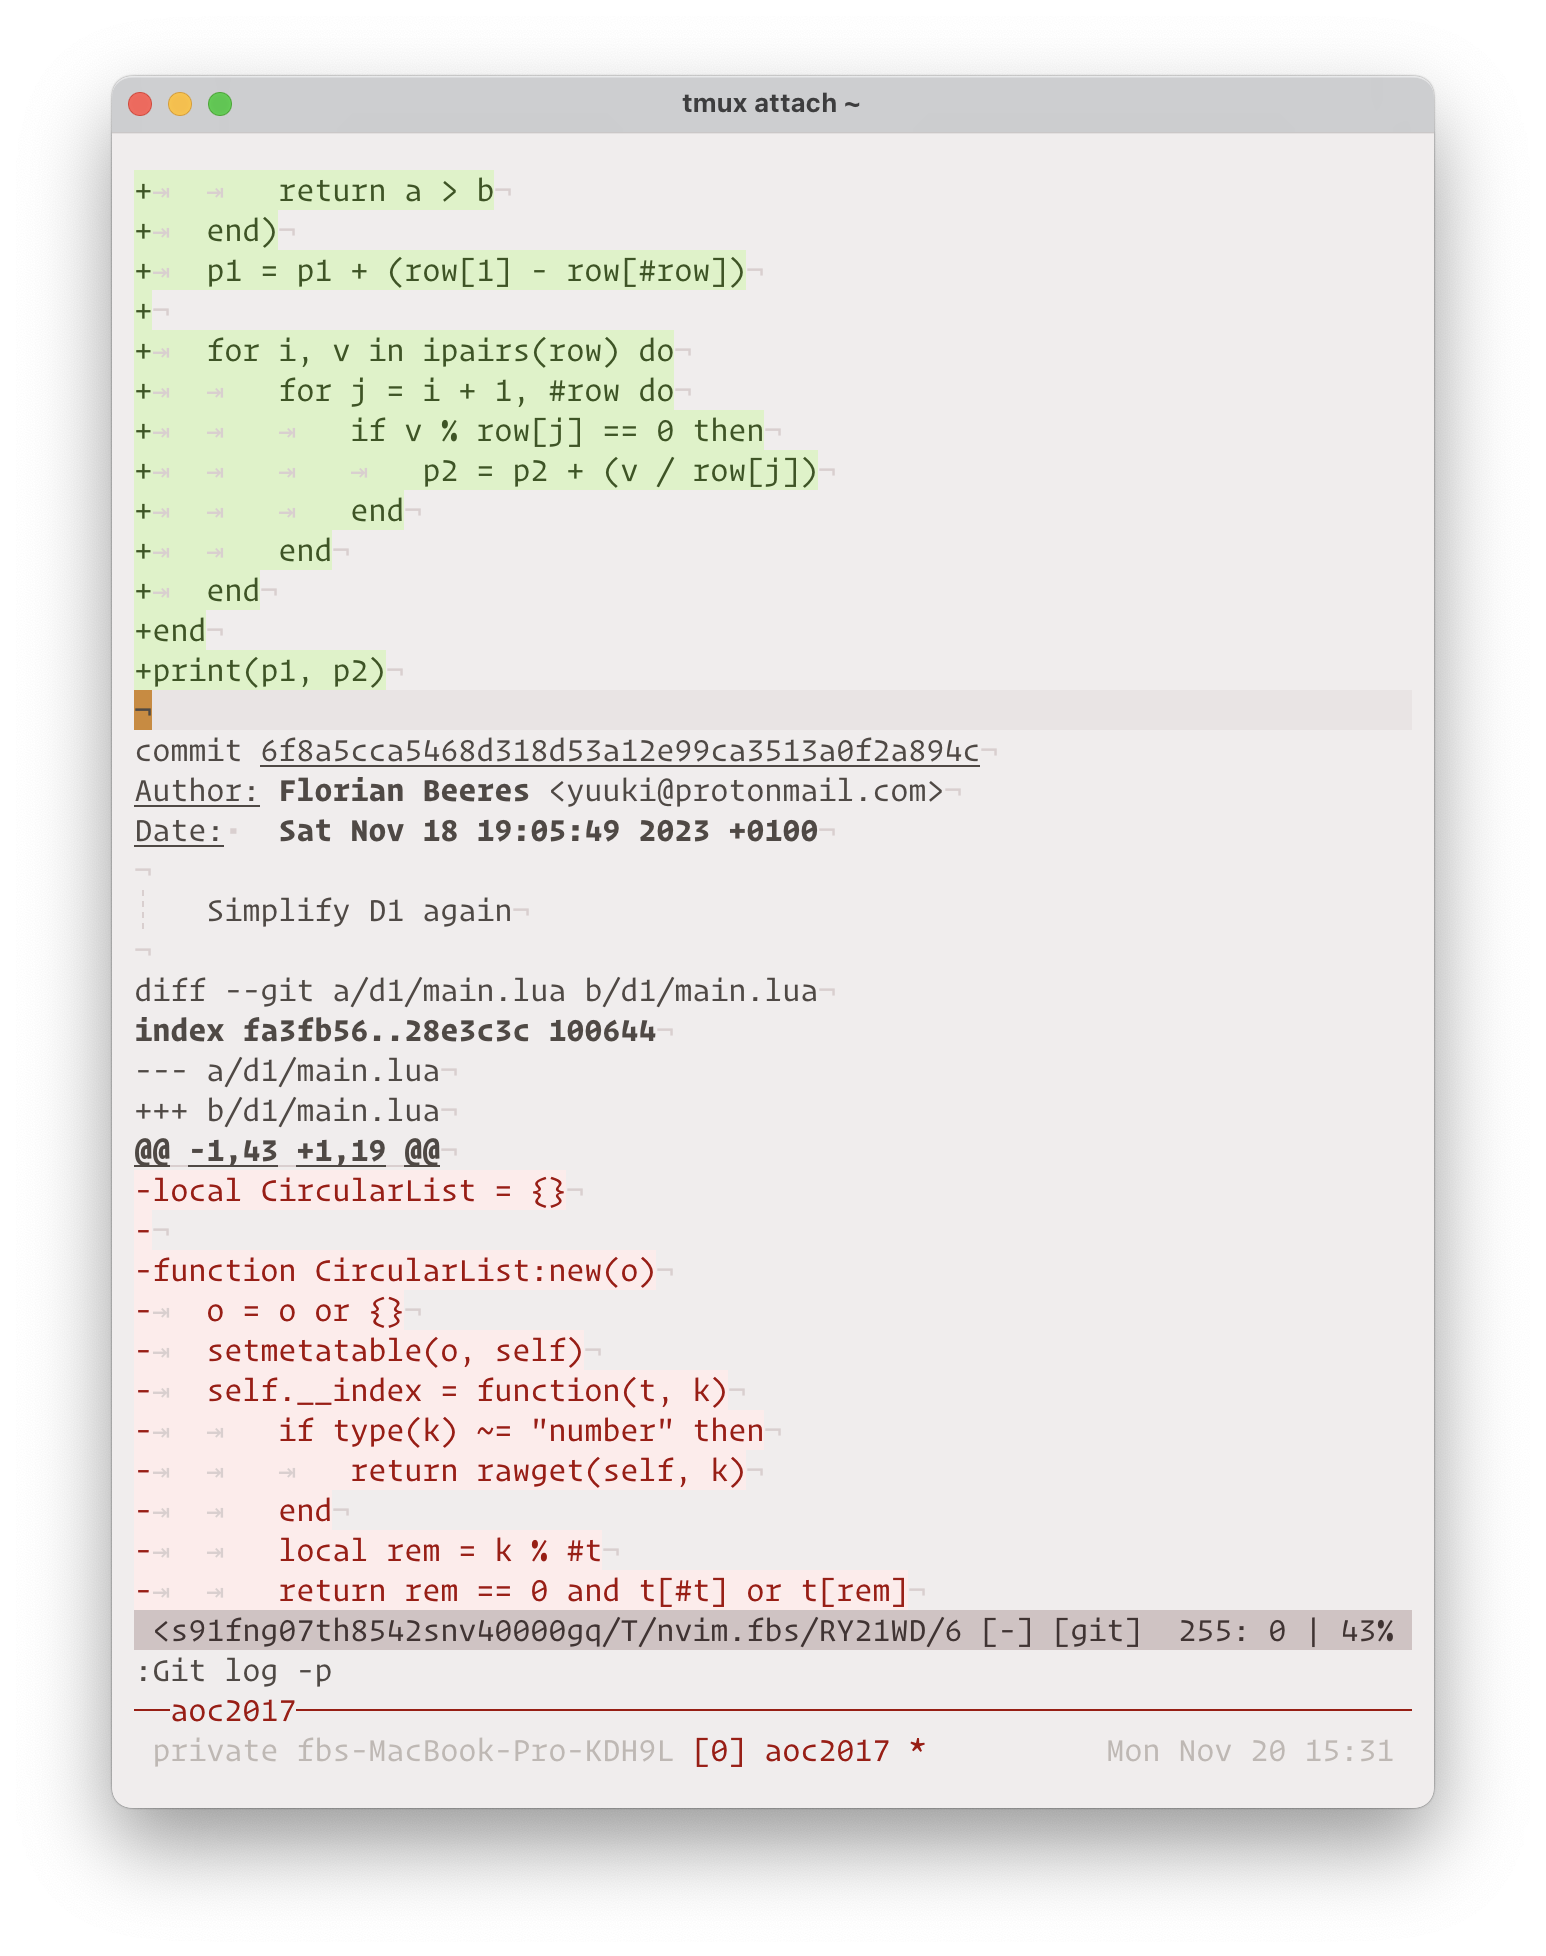 tmux attach ~
+⇥  ⇥   return a > b¬
+⇥  end)¬
+⇥  p1 = p1 + (row[1] - row[#row])¬
+¬
+⇥  for i, v in ipairs(row) do¬
+⇥  ⇥   for j = i + 1, #row do¬
+⇥  ⇥   ⇥   if v % row[j] == 0 then¬
+⇥  ⇥   ⇥   ⇥   p2 = p2 + (v / row[j])¬
+⇥  ⇥   ⇥   end¬
+⇥  ⇥   end¬
+⇥  end¬
+end¬
+print(p1, p2)¬
¬
commit 6f8a5cca5468d318d53a12e99ca3513a0f2a894c¬
Author: Florian Beeres <yuuki@protonmail.com>¬
Date:▪  Sat Nov 18 19:05:49 2023 +0100¬
¬
┊   Simplify D1 again¬
¬
diff --git a/d1/main.lua b/d1/main.lua¬
index fa3fb56..28e3c3c 100644¬
--- a/d1/main.lua¬
+++ b/d1/main.lua¬
@@ -1,43 +1,19 @@¬
-local CircularList = {}¬
-¬
-function CircularList:new(o)¬
-⇥  o = o or {}¬
-⇥  setmetatable(o, self)¬
-⇥  self.__index = function(t, k)¬
-⇥  ⇥   if type(k) ~= "number" then¬
-⇥  ⇥   ⇥   return rawget(self, k)¬
-⇥  ⇥   end¬
-⇥  ⇥   local rem = k % #t¬
-⇥  ⇥   return rem == 0 and t[#t] or t[rem]¬
<s91fng07th8542snv40000gq/T/nvim.fbs/RY21WD/6 [-] [git]  255: 0 | 43%
:Git log -p
──aoc2017──
private fbs-MacBook-Pro-KDH9L [0] aoc2017 * Mon Nov 20 15:31